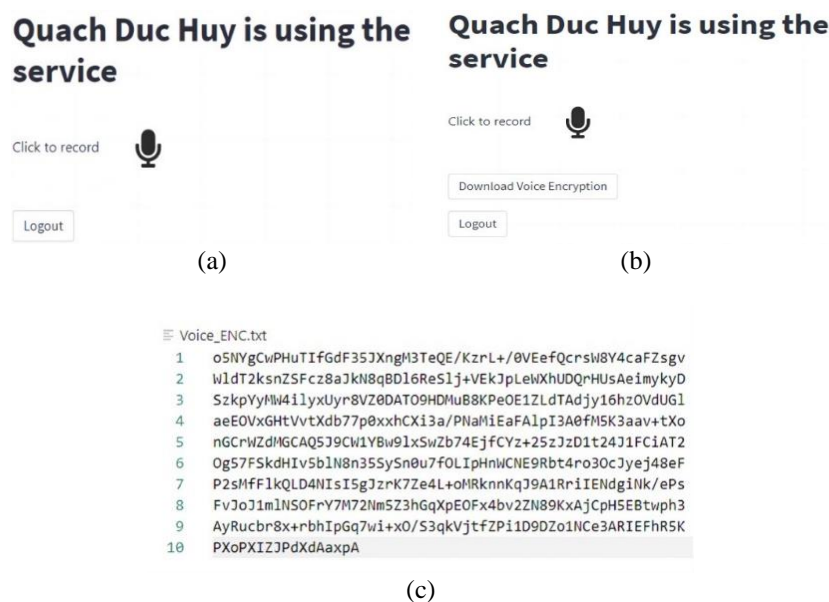 Quach Duc Huy is using the
service
Click to record
Logout
(a)
Quach Duc Huy is using the
service
Click to record
Download Voice Encryption
Logout
(b)
Voice_ENC.txt
1 o5NYgCwPHuTIfGdF35JXngM3TeQE/KzrL+/0VEefQcrsW8Y4caFZsgv
2 WldT2ksnZSFcz8aJkN8qBDl6ReSlj+VEkJpLeWXhUDQrHUsAeimykyD
3 SzkpYyMW4ilyxUyr8VZ0DATO9HDMuB8KPeOE1ZLdTAdjy16hzOVdUGl
4 aeEOVxGHtVvtXdb77p0xxhCXi3a/PNaMiEaFAlpI3A0fM5K3aav+tXo
5 nGCrWZdMGCAQ5J9CW1YBw9lxSwZb74EjfCYz+25zJzD1t24J1FCiAT2
6 Og57FSkdHIv5blN8n35SySn0u7fOLIpHnWCNE9Rbt4ro3OcJyej48eF
7 P2sMfFlkQLD4NIsI5gJzrK7Ze4L+oMRknnKqJ9A1RriIENdgiNk/ePs
8 FvJoJ1mlNSOFrY7M72Nm5Z3hGqXpEOFx4bv2ZN89KxAjCpH5EBtwph3
9 AyRucbr8x+rbhIpGq7wi+xO/S3qkVjtfZPi1D9DZo1NCe3ARIEFhR5K
10 PXoPXIZJPdXdAaxpA
(c)